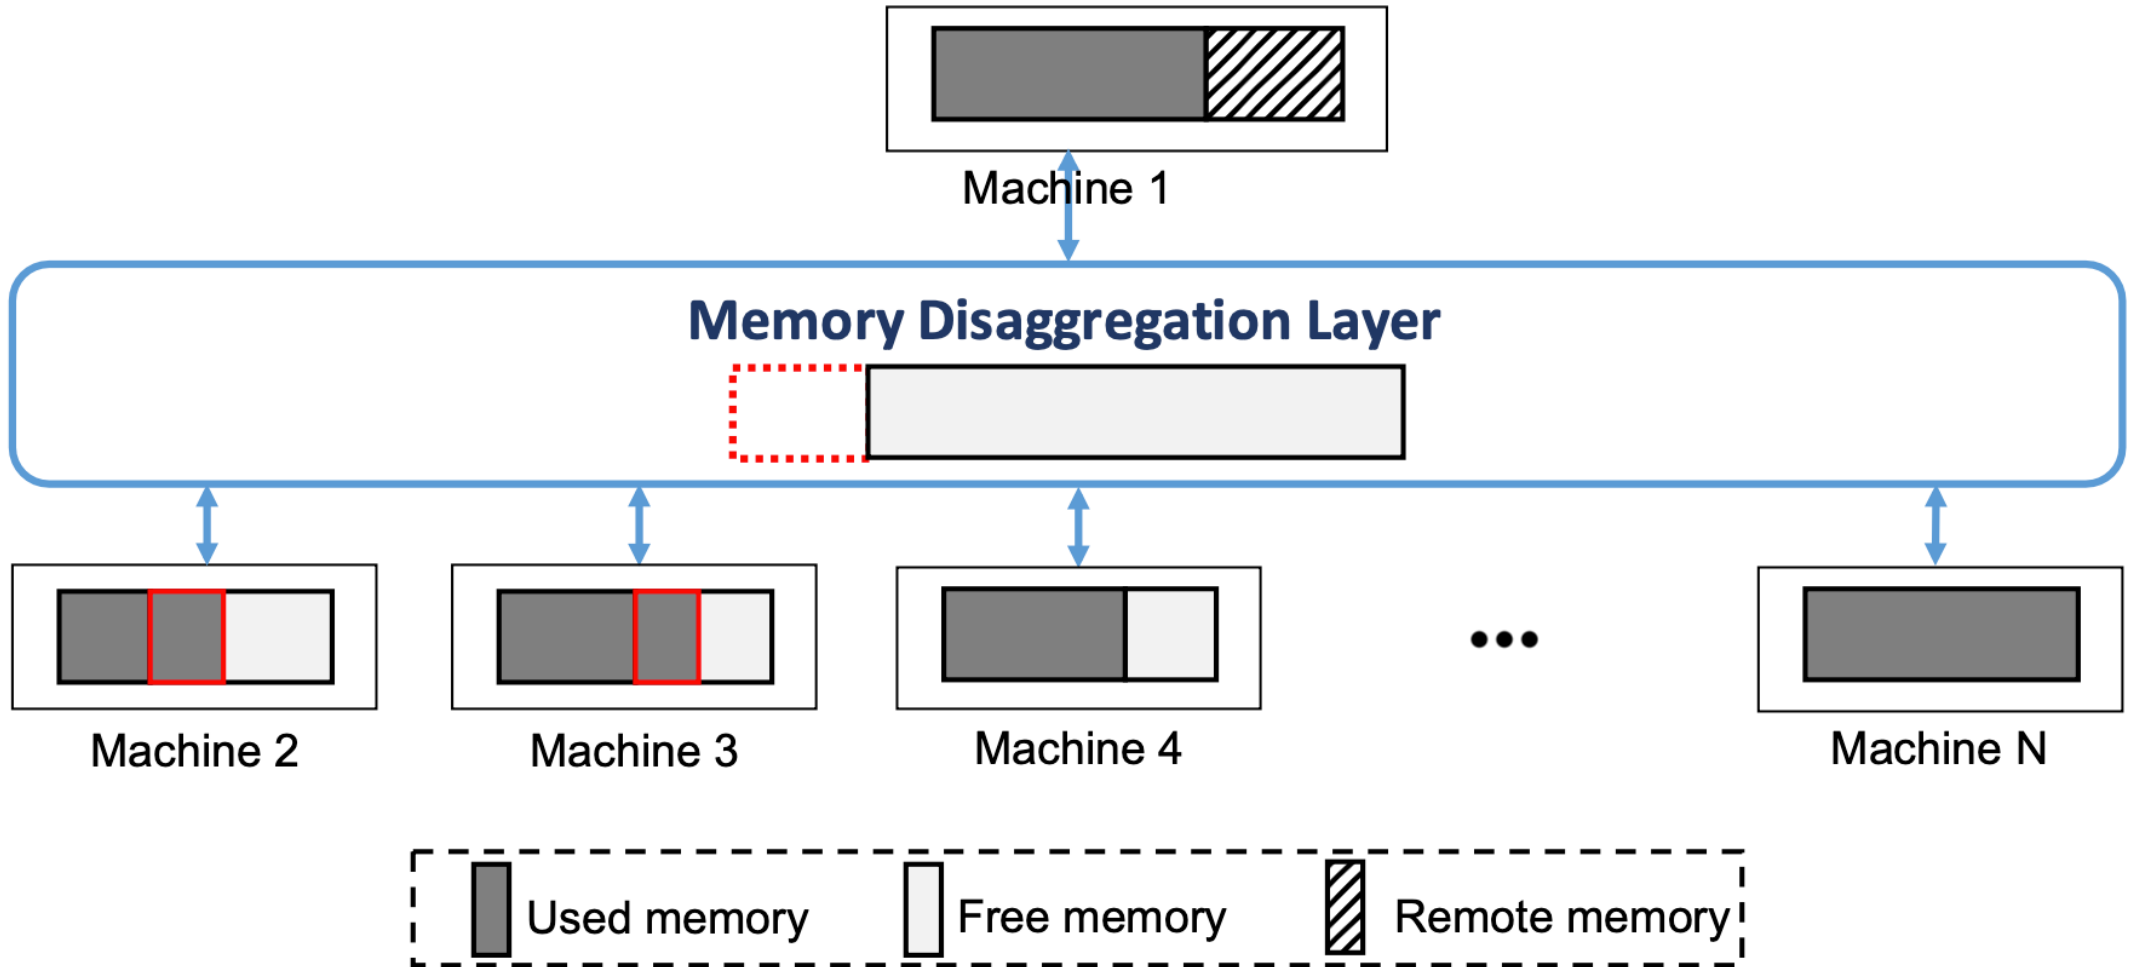 Machine 1
Memory Disaggregation Layer
Machine 2
Machine 3
Machine 4
Machine N
Used memory
Free memory
Remote memory